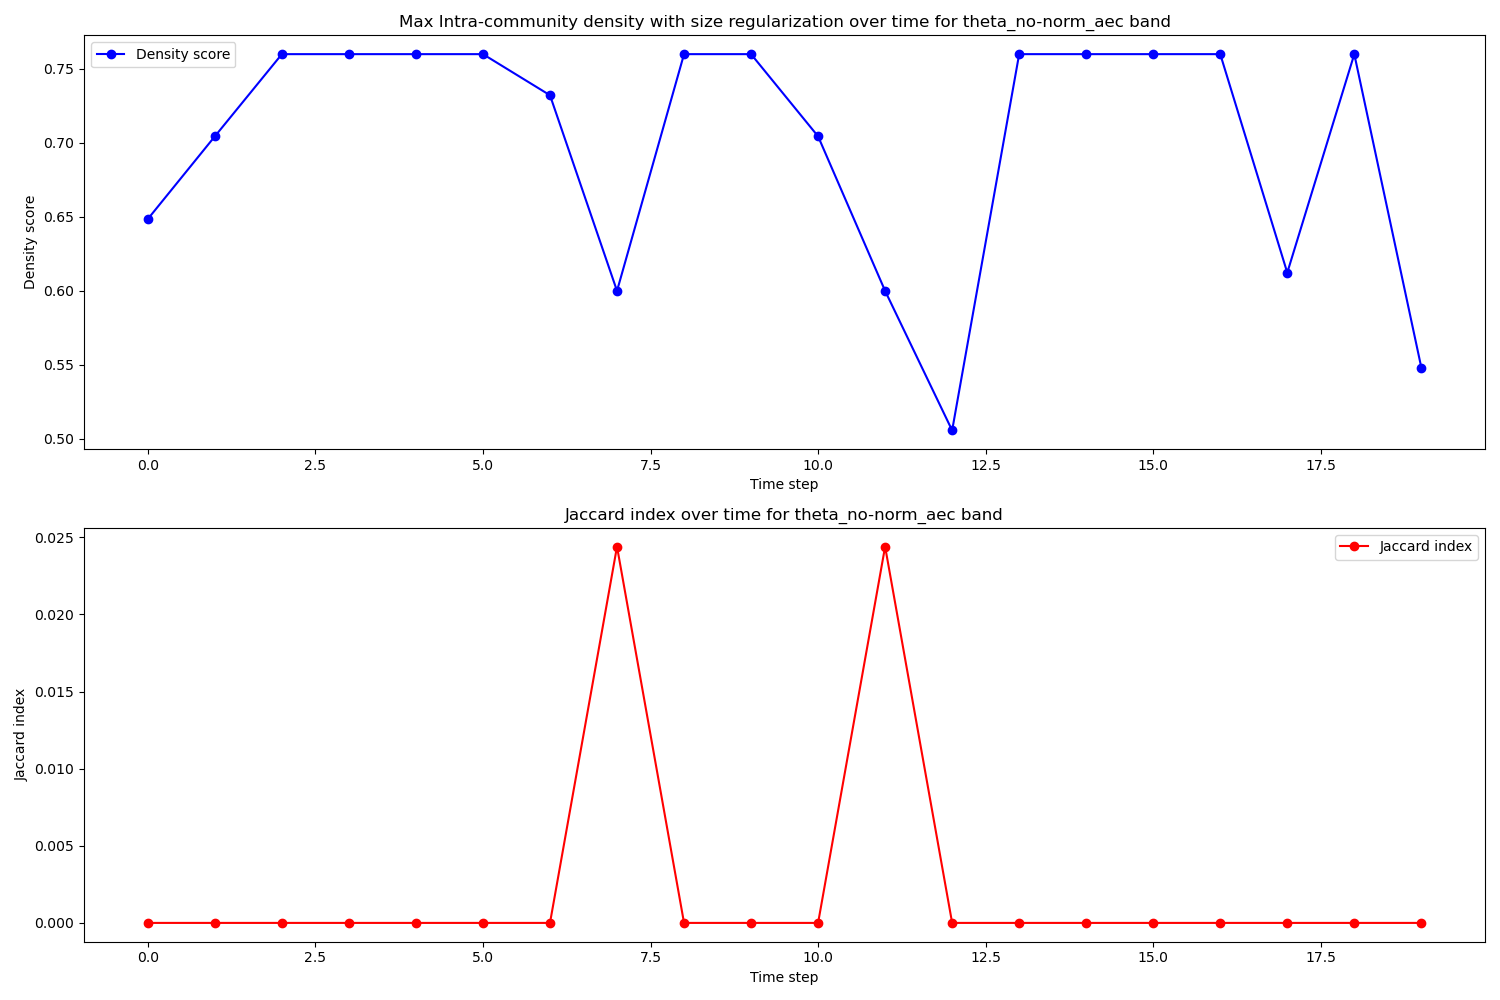 Max Intra-community density with size regularization over time for theta_no-norm_aec band
Density score
Density score
0.75
0.70
0.65
0.60
0.55
0.50
0.0 2.5 5.0 7.5 10.0 12.5 15.0 17.5
Time step
Jaccard index over time for theta_no-norm_aec band
Jaccard index
Jaccard index
0.025
0.020
0.015
0.010
0.005
0.000
0.0 2.5 5.0 7.5 10.0 12.5 15.0 17.5
Time step